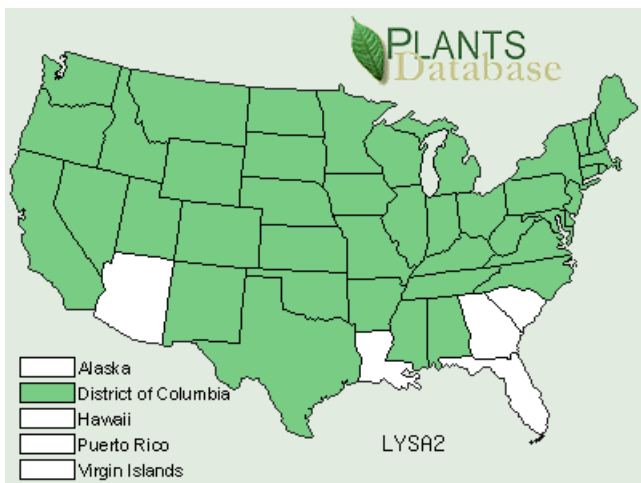 PLANTS
Database
Alaska
District of Columbia
Hawaii
Puerto Rico
Virgin Islands
LYSA2